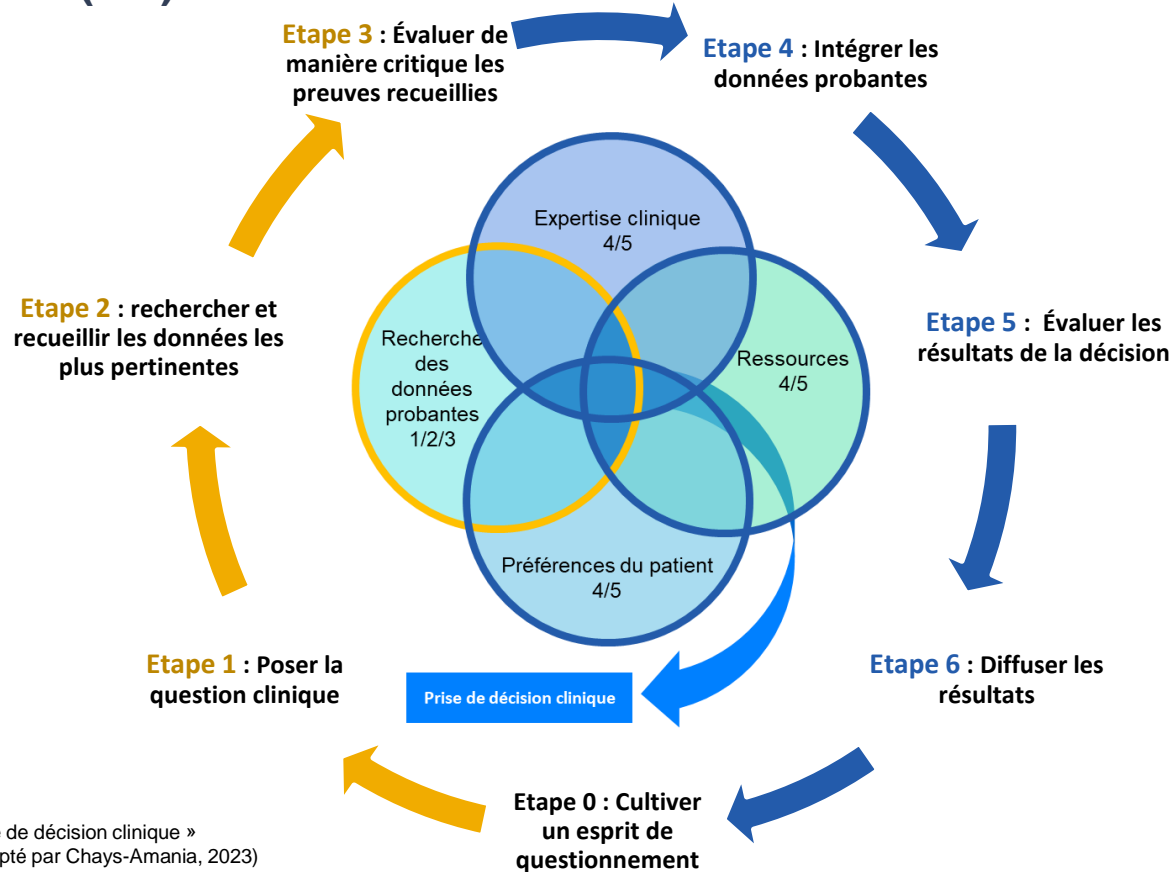 Etape 3 : Évaluer de
manière critique les
preuves recueillies
Etape 4 : Intégrer les
données probantes
Expertise clinique
4/5
Etape 2 : rechercher et
recueillir les données les
plus pertinentes
Recherche
des
données
probantes
1/2/3
Ressources
4/5
Etape 5 : Évaluer les
résultats de la décision
Préférences du patient
4/5
Etape 1 : Poser la
question clinique
Prise de décision clinique
Etape 6 : Diffuser les
résultats
Etape 0 : Cultiver
un esprit de
questionnement
de décision clinique »
par Chays-Amania, 2023)